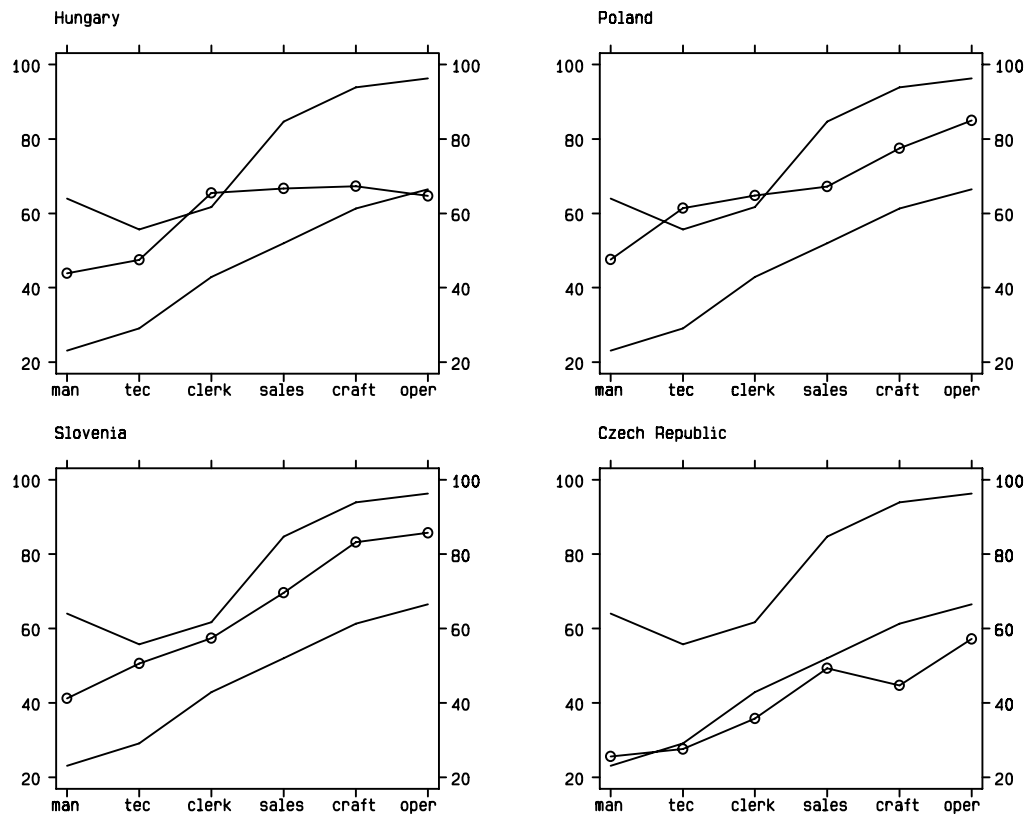 Hungary
Poland
100 100 100 100
80 80 80 80
60 60 60 60
40 40 40 40
20 20 20 20
man tec clerk sales craft oper man tec clerk sales craft oper
Slovenia
Czech Republic
100 100 100 100
80 80 80 80
60 60 60 60
40 40 40 40
20 20 20 20
man tec clerk sales craft oper man tec clerk sales craft oper